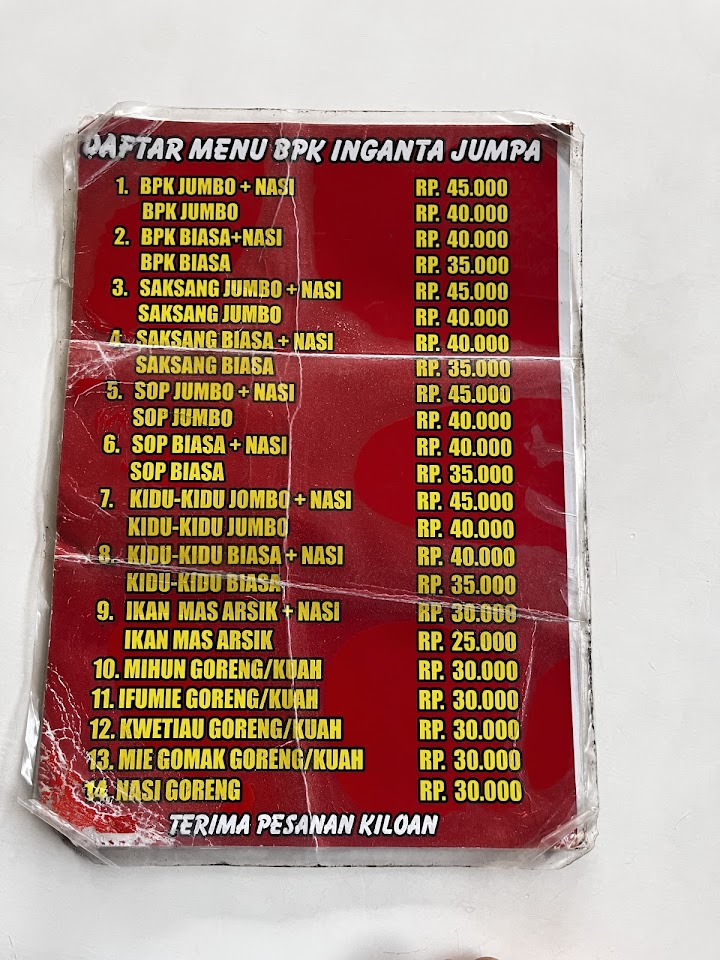 DAFTAR MENU BPK INGANTA JUMPA
1. BPK JUMBO + NASI RP. 45.000
BPK JUMBO RP. 40.000
2. BPK BIASA+NASI RP. 40.000
BPK BIASA RP. 35.000
3. SAKSANG JUMBO + NASI RP. 45.000
SAKSANG JUMBO RP. 40.000
4. SAKSANG BIASA + NASI RP. 40.000
SAKSANG BIASA RP. 35.000
5. SOP JUMBO + NASI RP. 45.000
SOP JUMBO RP. 40.000
6. SOP BIASA + NASI RP. 40.000
SOP BIASA RP. 35.000
7. KIDU-KIDU JOMBO + NASI RP. 45.000
KIDU-KIDU JUMBO RP. 40.000
8. KIDU-KIDU BIASA + NASI RP. 40.000
KIDU-KIDU BIASA RP. 35.000
9. IKAN MAS ARSIK + NASI RP. 30.000
IKAN MAS ARSIK RP. 25.000
10. MIHUN GORENG/KUAH RP. 30.000
11. IFUMIE GORENG/KUAH RP. 30.000
12. KWETIAU GORENG/KUAH RP. 30.000
13. MIE GOMAK GORENG/KUAH RP. 30.000
14. NASI GORENG RP. 30.000
TERIMA PESANAN KILOAN